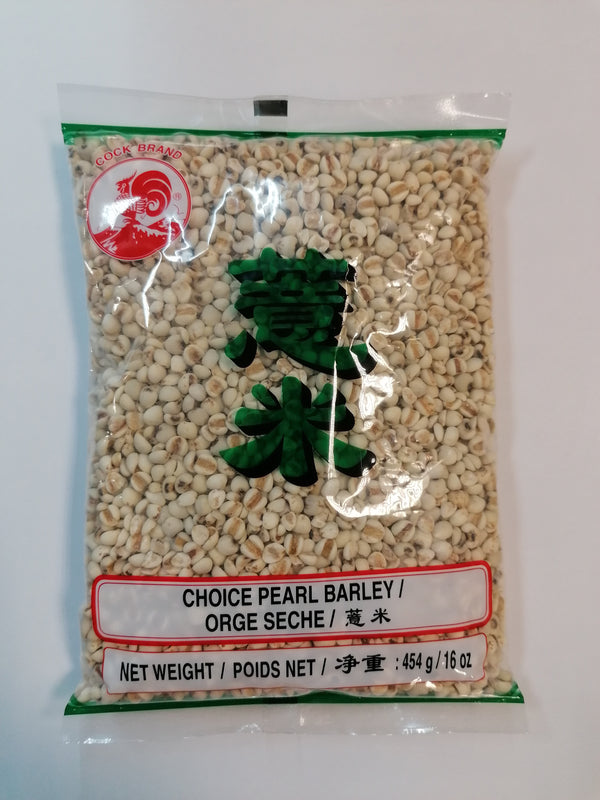 COCK BRAND
®
薏
米
CHOICE PEARL BARLEY /
ORGE SECHE / 薏米
NET WEIGHT / POIDS NET / 净重 : 454 g / 16 oz